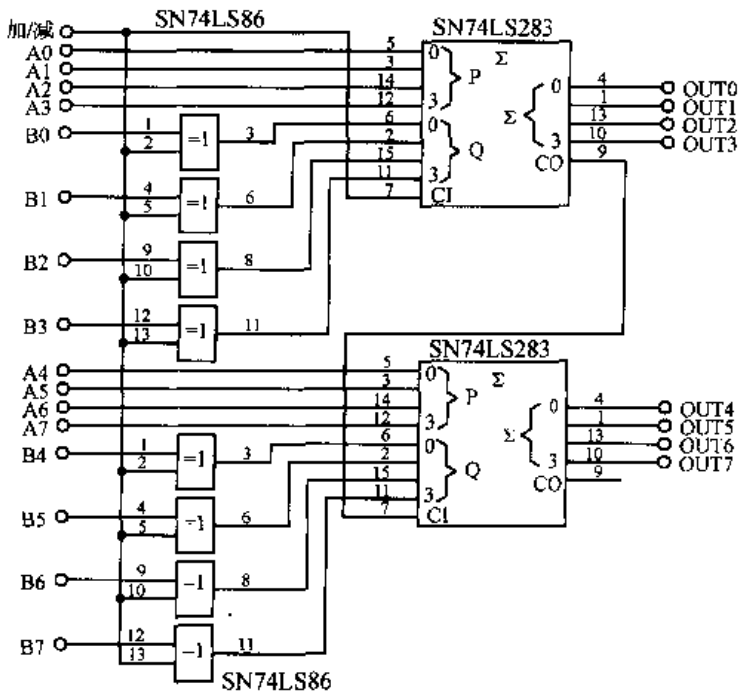 SN74LS86
SN74LS283
加/减
A0
A1
A2
A3
5
3
14
12
0
3
P
Σ
Σ
0
3
4
1
13
10
9
OUT0
OUT1
OUT2
OUT3
CO
B0
1
2
=1
3
6
2
15
11
7
0
3
Q
CI
B1
4
5
=1
6
B2
9
10
=1
8
B3
12
13
=1
11
SN74LS283
A4
A5
A6
A7
5
3
14
12
0
3
P
Σ
Σ
0
3
4
1
13
10
9
OUT4
OUT5
OUT6
OUT7
CO
B4
1
2
=1
3
6
2
15
11
7
0
3
Q
CI
B5
4
5
=1
6
B6
9
10
−1
8
B7
12
13
−1
11
SN74LS86